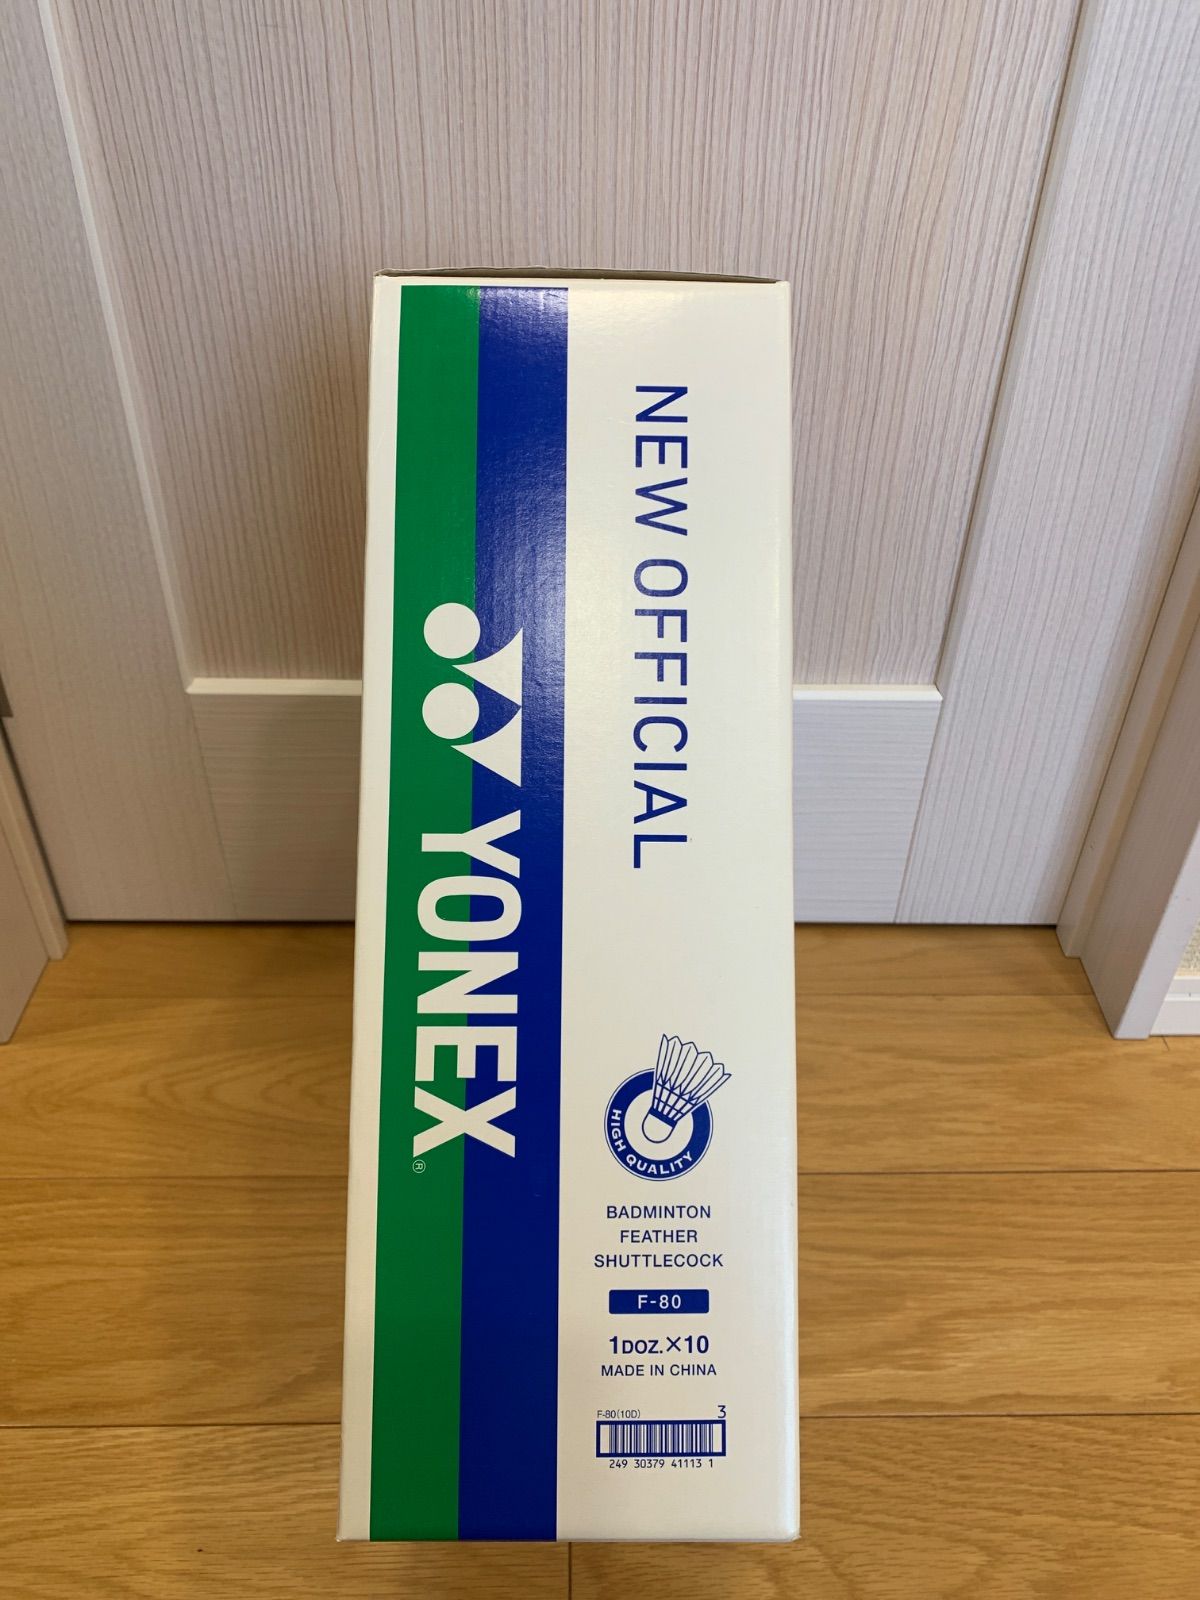 NEW OFFICIAL
YONEX®
HIGH QUALITY
BADMINTON
FEATHER
SHUTTLECOCK
F-80
1DOZ.×10
MADE IN CHINA
F-80(10D) 3
249 30379 41113 1